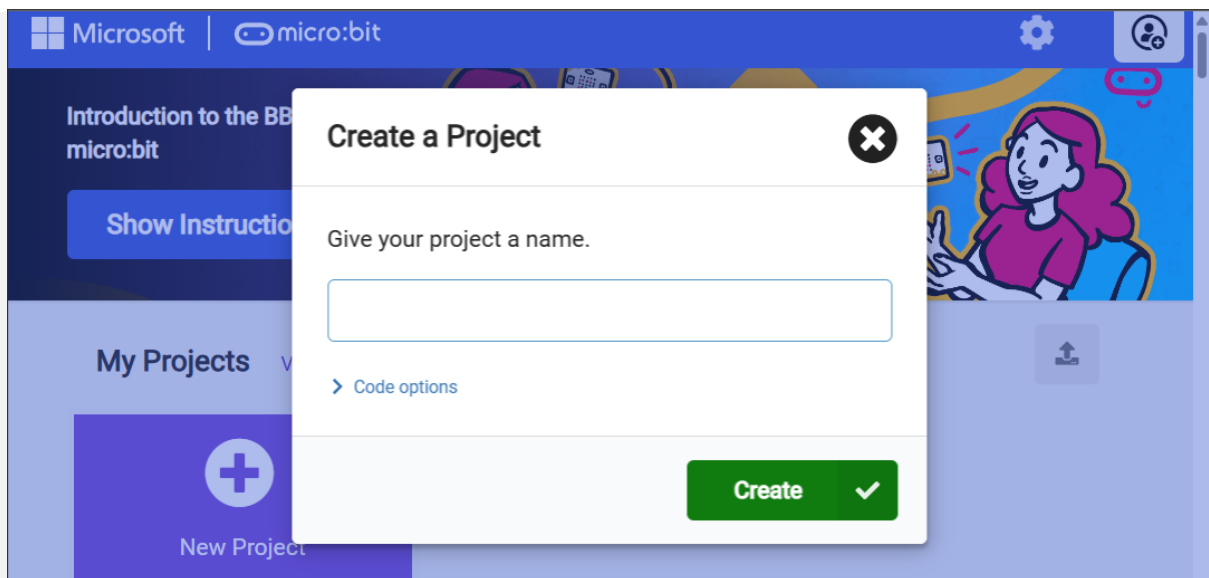 Microsoft | micro:bit
Introduction to the BB
micro:bit
Show Instructio
Create a Project
Give your project a name.
Code options
Create
My Projects V
New Project